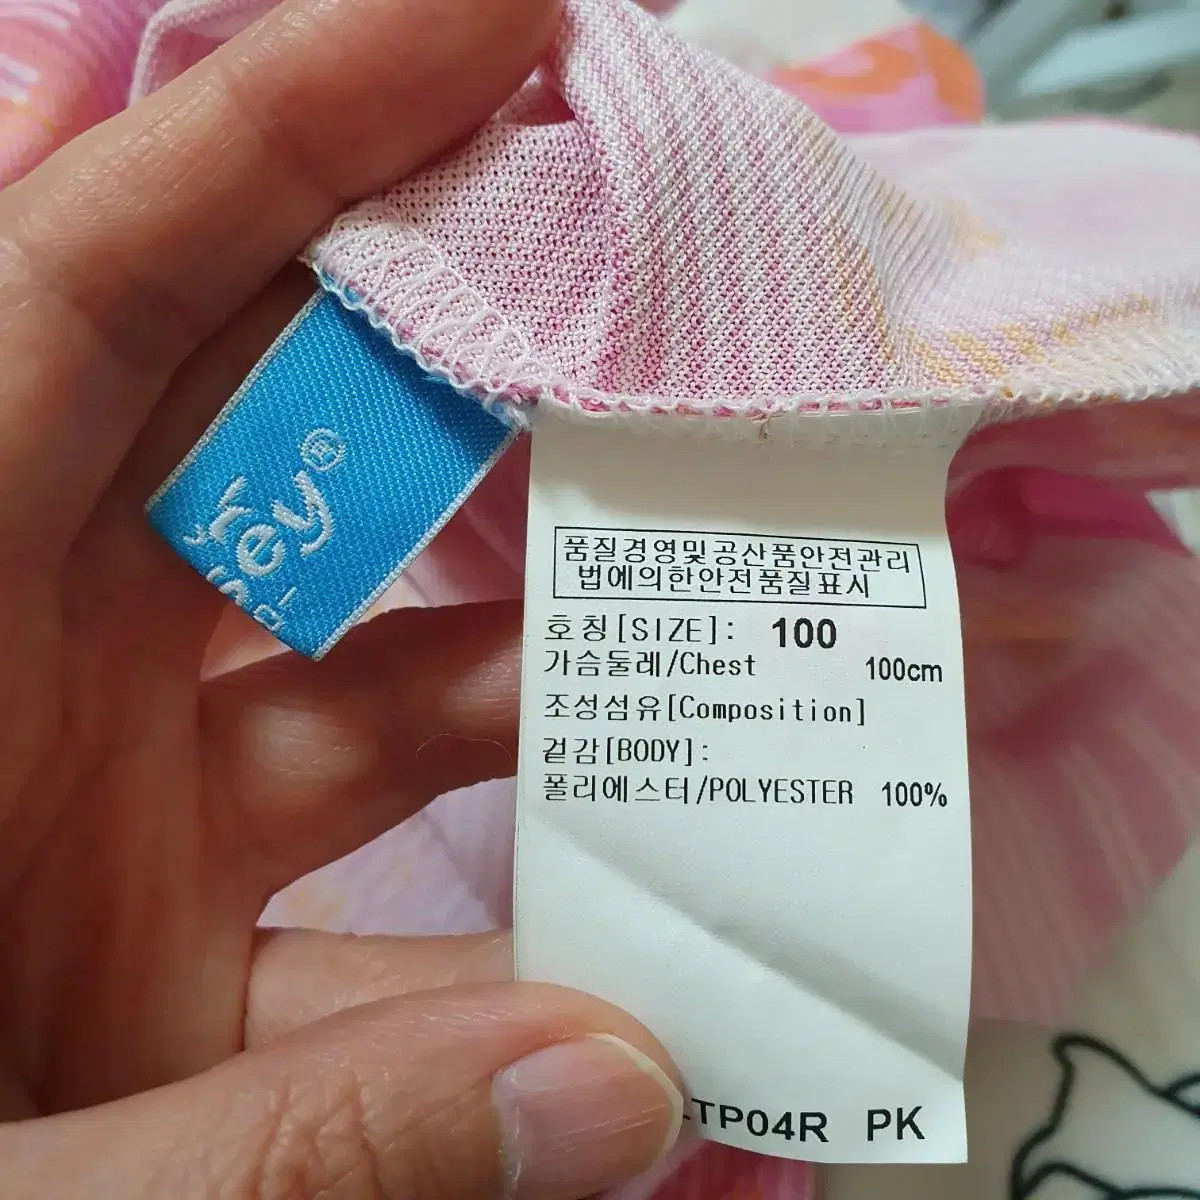 품질경영및공산품안전관리
법에의한안전품질표시
호칭[SIZE]: 100
가슴둘레/Chest 100cm
조성섬유[Composition]
겉감[BODY]:
폴리에스터/POLYESTER 100%
TP04R PK